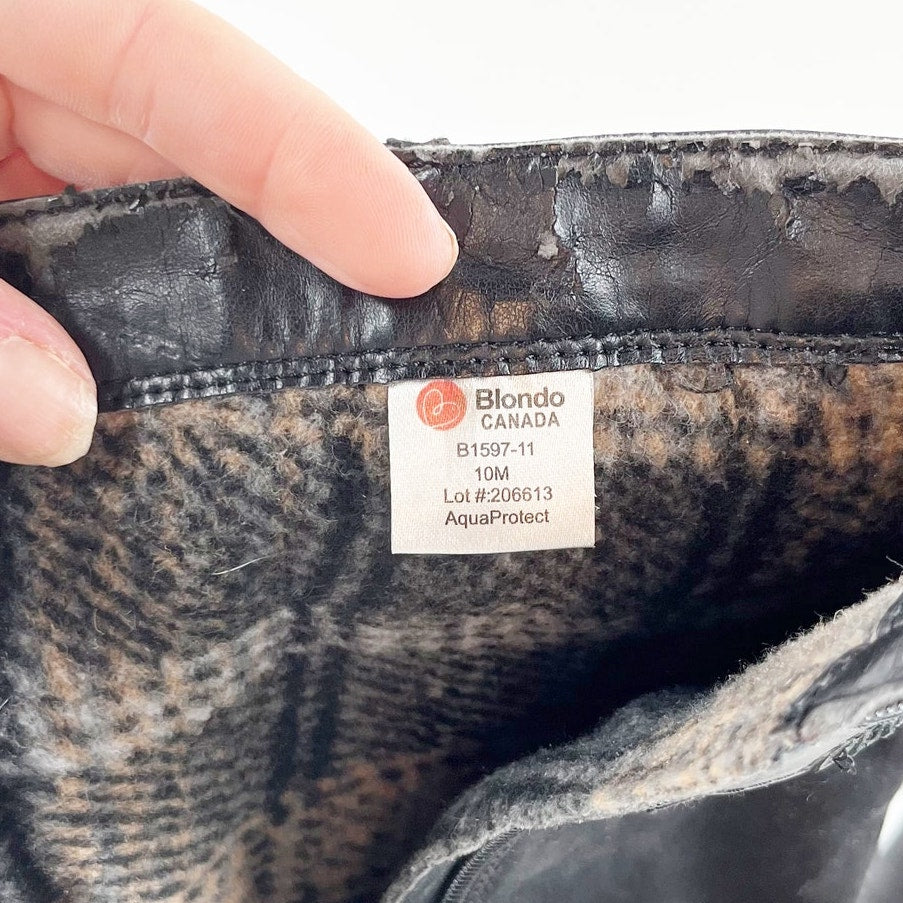 Blondo
CANADA
B1597-11
10M
Lot #:206613
AquaProtect